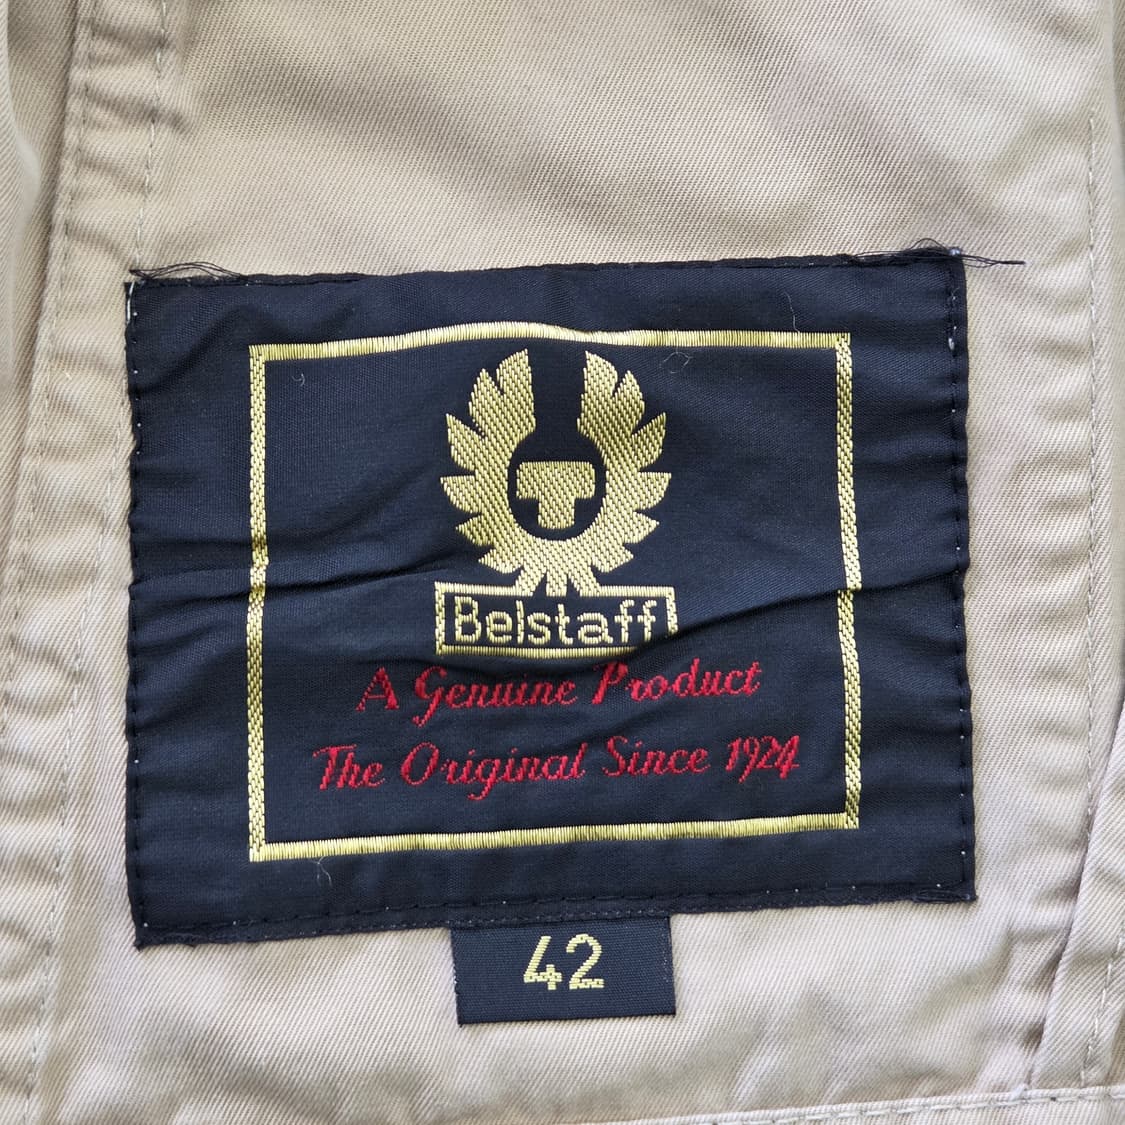 Belstaff
A Genuine Product
The Original Since 1924
42